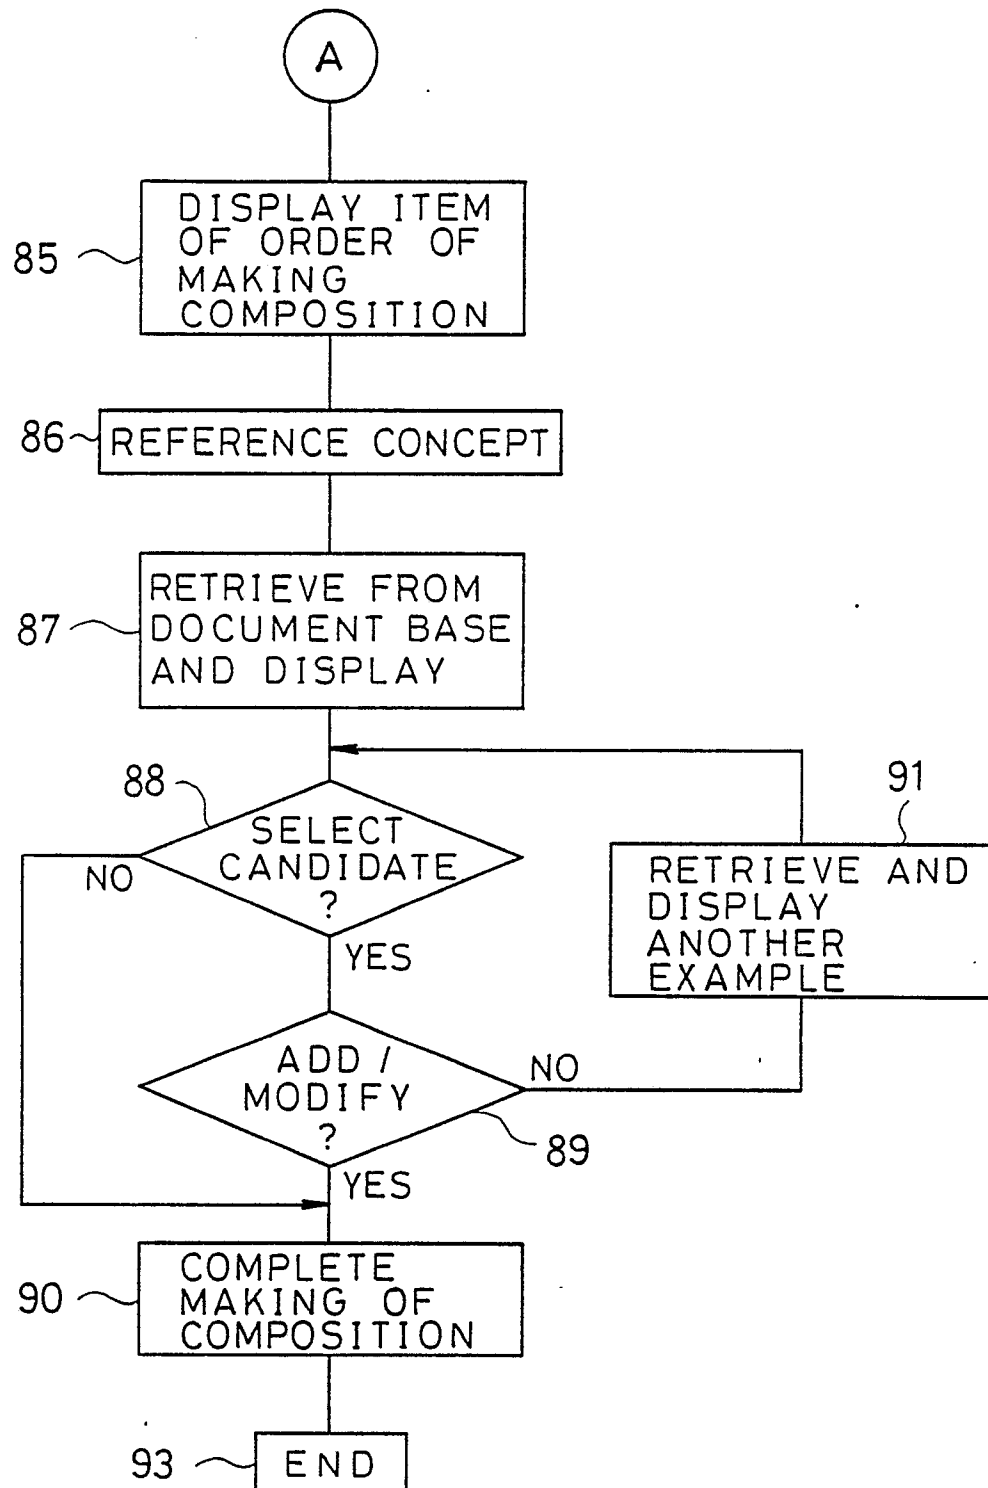 A
DISPLAY ITEM
OF ORDER OF
MAKING
COMPOSITION
85
86
REFERENCE CONCEPT
RETRIEVE FROM
DOCUMENT BASE
AND DISPLAY
87
88
SELECT
CANDIDATE
?
NO
YES
91
RETRIEVE AND
DISPLAY
ANOTHER
EXAMPLE
ADD /
MODIFY
?
NO
89
YES
COMPLETE
MAKING OF
COMPOSITION
90
93
END